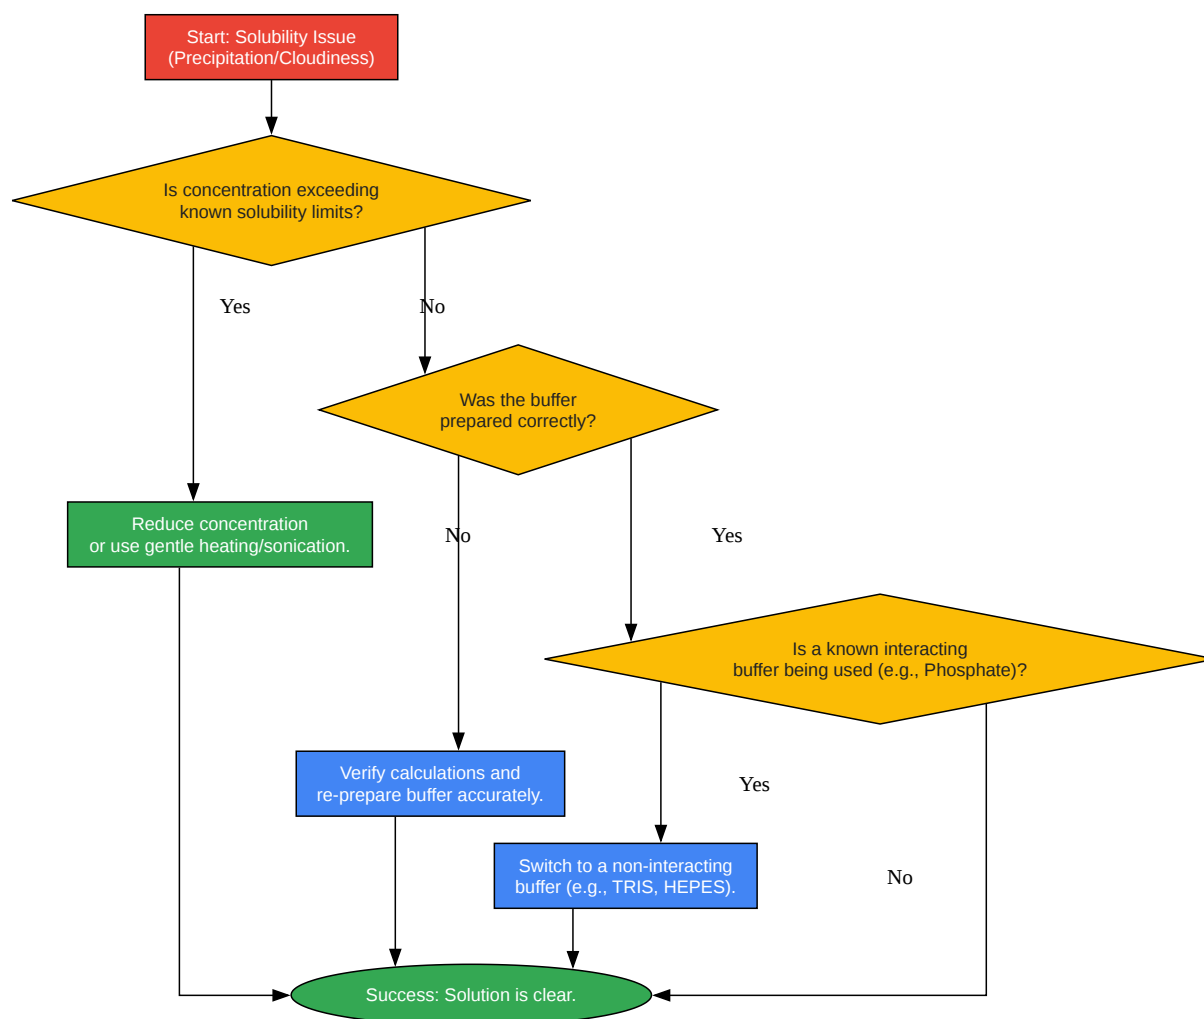 Start: Solubility Issue
(Precipitation/Cloudiness)
Is concentration exceeding
known solubility limits?
Yes
No
Was the buffer
prepared correctly?
Reduce concentration
or use gentle heating/sonication.
No
Yes
Is a known interacting
buffer being used (e.g., Phosphate)?
Verify calculations and
re-prepare buffer accurately.
Yes
Switch to a non-interacting
buffer (e.g., TRIS, HEPES).
No
Success: Solution is clear.